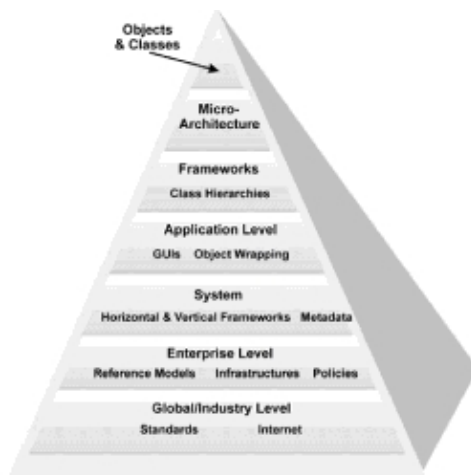 Objects
& Classes
Micro-
Architecture
Frameworks
Class Hierarchies
Application Level
GUIs Object Wrapping
System
Horizontal & Vertical Frameworks Metadata
Enterprise Level
Reference Models Infrastructures Policies
Global/Industry Level
Standards Internet